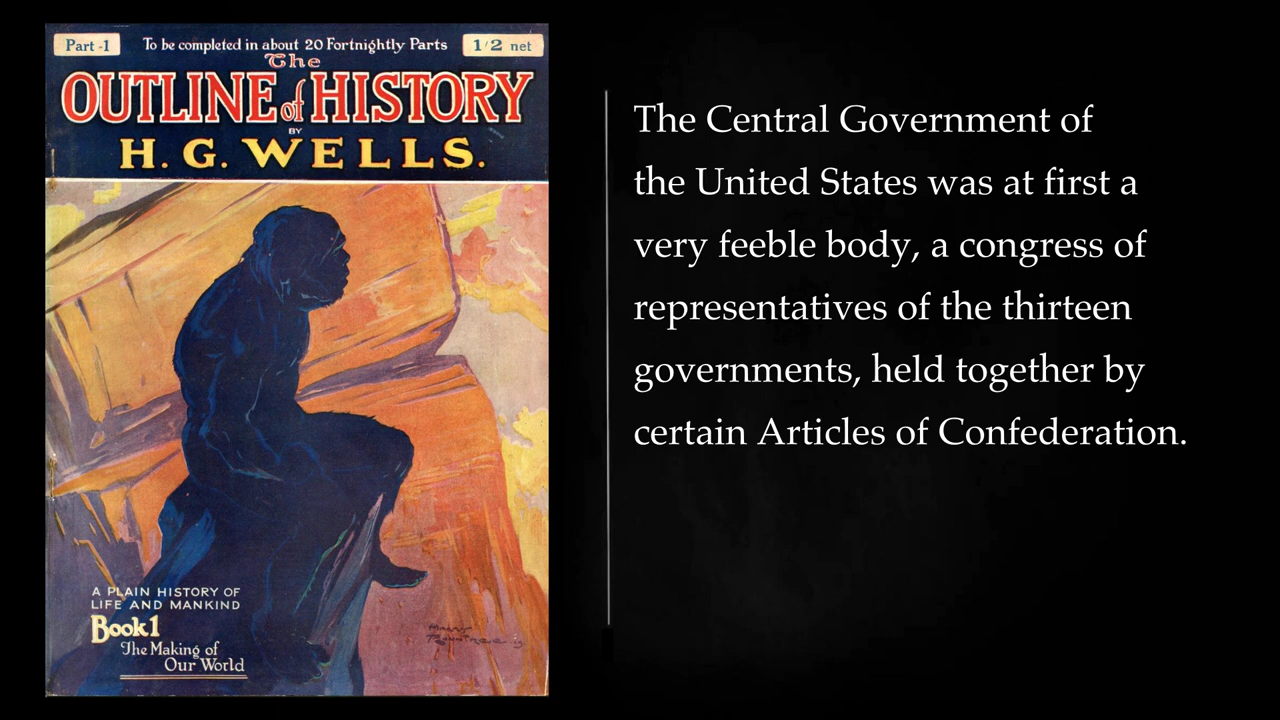 Part -1
To be completed in about 20 Fortnightly Parts
1/2 net
The
OUTLINE of HISTORY
BY
H. G. WELLS.
A PLAIN HISTORY OF
LIFE AND MANKIND
Book 1
The Making of
Our World
The Central Government of
the United States was at first a
very feeble body, a congress of
representatives of the thirteen
governments, held together by
certain Articles of Confederation.